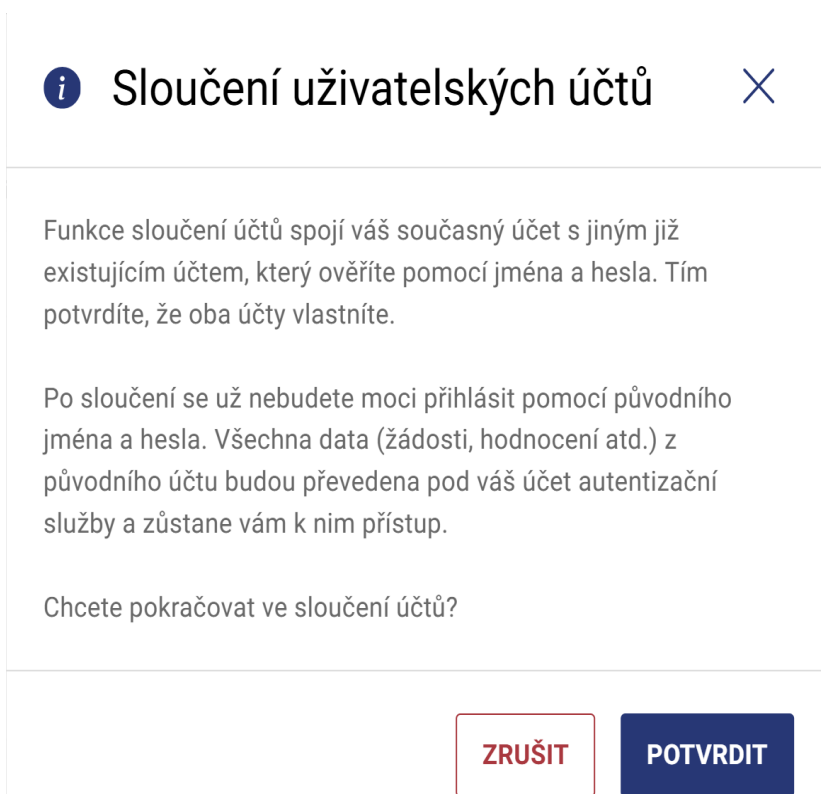 i Sloučení uživatelských účtů
Funkce sloučení účtů spojí váš současný účet s jiným již
existujícím účtem, který ověříte pomocí jména a hesla. Tím
potvrdíte, že oba účty vlastníte.
Po sloučení se už nebudete moci přihlásit pomocí původního
jména a hesla. Všechna data (žádosti, hodnocení atd.) z
původního účtu budou převedena pod váš účet autentizační
služby a zůstane vám k nim přístup.
Chcete pokračovat ve sloučení účtů?
ZRUŠIT POTVRDIT